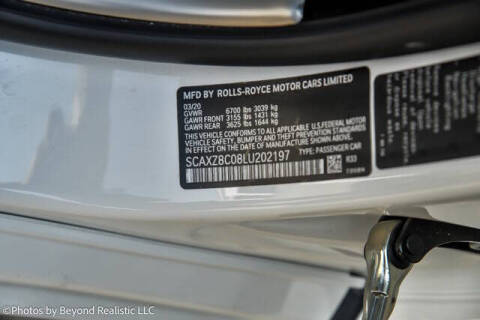 MFD BY ROLLS-ROYCE MOTOR CARS LIMITED
03/20
GVWR 6700 lbs 3039 kg
GAWR FRONT 3155 lbs 1431 kg
GAWR REAR 3625 lbs 1644 kg
THIS VEHICLE CONFORMS TO ALL APPLICABLE U.S. FEDERAL
MOTOR VEHICLE SAFETY, BUMPER, AND THEFT PREVENTION
STANDARDS IN EFFECT ON THE DATE OF MANUFACTURE SHOWN ABOVE.
SCAXZ8C08LU202197 TYPE: PASSENGER CAR
K33
©Photos by Beyond Realistic LLC